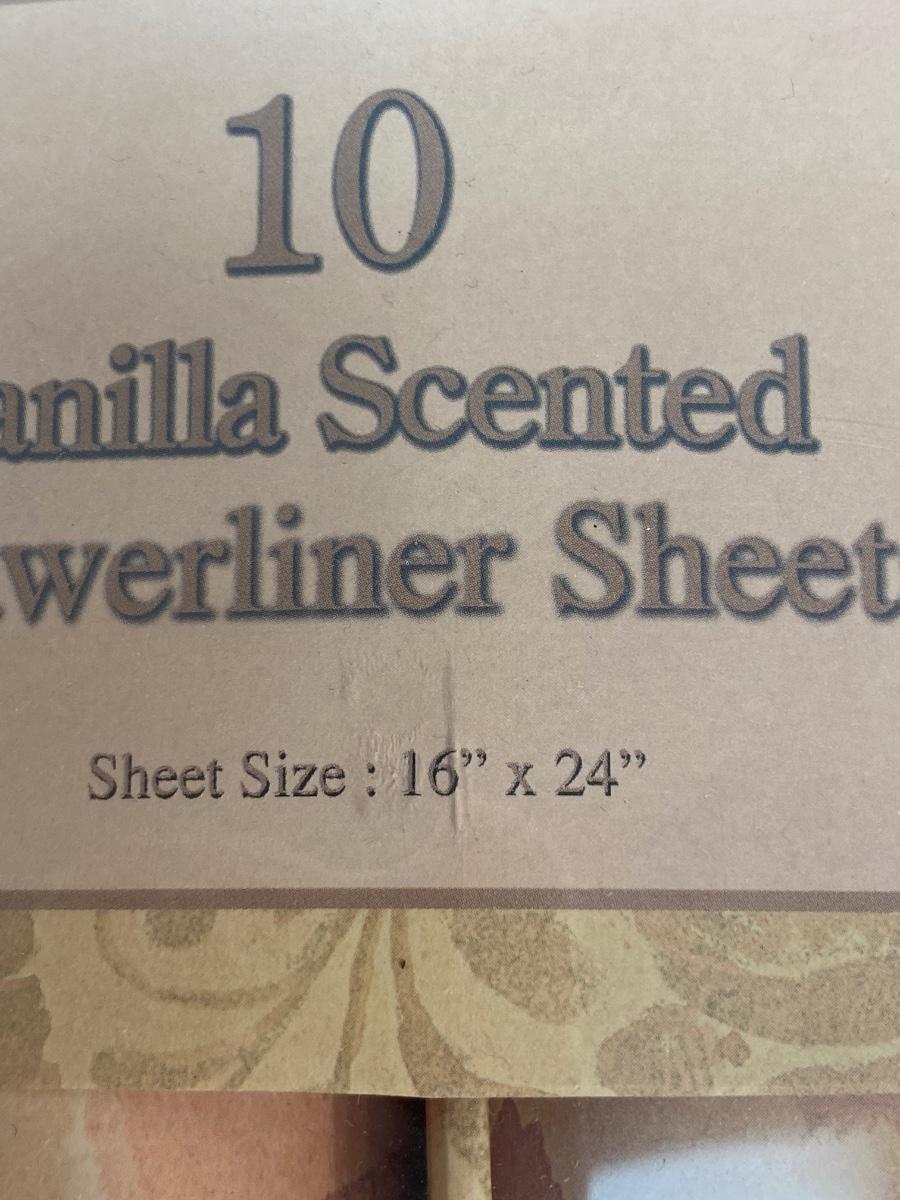 10
anilla Scented
werliner Sheet
Sheet Size : 16” x 24”